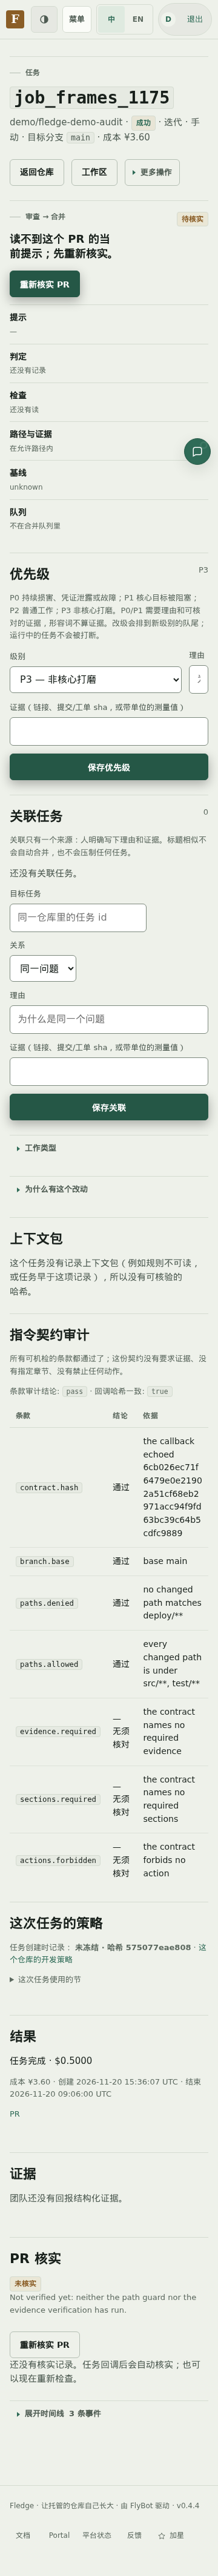 F 菜单 中 EN D 退出
任务
job_frames_1175
demo/fledge-demo-audit · 成功 · 迭代 · 手
动 · 目标分支 main · 成本 ¥3.60
返回仓库 工作区 更多操作
审查 → 合并 待核实
读不到这个 PR 的当
前提示；先重新核实。
重新核实 PR
提示
—
判定
还没有记录
检查
还没有读
路径与证据
在允许路径内
基线
unknown
队列
不在合并队列里
优先级 P3
P0 持续损害、凭证泄露或故障；P1 核心目标被阻塞；
P2 普通工作；P3 非核心打磨。P0/P1 需要理由和可核
对的证据，形容词不算证据。改级会排到新级别的队尾；
运行中的任务不会被打断。
级别 理由
P3 — 非核心打磨
证据（链接、提交/工单 sha，或带单位的测量值）
保存优先级
关联任务 0
关联只有一个来源：人明确写下理由和证据。标题相似不
会自动合并，也不会压制任何任务。
还没有关联任务。
目标任务
同一仓库里的任务 id
关系
同一问题
理由
为什么是同一个问题
证据（链接、提交/工单 sha，或带单位的测量值）
保存关联
工作类型
为什么有这个改动
上下文包
这个任务没有记录上下文包（例如规则不可读，
或任务早于这项记录），所以没有可核验的
哈希。
指令契约审计
所有可机检的条款都通过了；这份契约没有要求证据、没
有指定章节、没有禁止任何动作。
条款审计结论: pass · 回调哈希一致: true
条款 结论 依据
contract.hash 通过 the callback
echoed
6cb026ec71f
6479e0e2190
2a51cf68eb2
971acc94f9fd
63bc39c64b5
cdfc9889
branch.base 通过 base main
paths.denied 通过 no changed
path matches
deploy/**
paths.allowed 通过 every
changed path
is under
src/**, test/**
evidence.required — 无须核对 the contract
names no
required
evidence
sections.required — 无须核对 the contract
names no
required
sections
actions.forbidden — 无须核对 the contract
forbids no
action
这次任务的策略
任务创建时记录： 未冻结 · 哈希 575077eae808 · 这
个仓库的开发策略
这次任务使用的节
结果
任务完成 · $0.5000
成本 ¥3.60 · 创建 2026-11-20 15:36:07 UTC · 结束
2026-11-20 09:06:00 UTC
PR
证据
团队还没有回报结构化证据。
PR 核实
未核实
Not verified yet: neither the path guard nor the
evidence verification has run.
重新核实 PR
还没有核实记录。任务回调后会自动核实；也可
以现在重新检查。
展开时间线 3 条事件
Fledge · 让托管的仓库自己长大 · 由 FlyBot 驱动 · v0.4.4
文档 Portal 平台状态 反馈 ☆ 加星